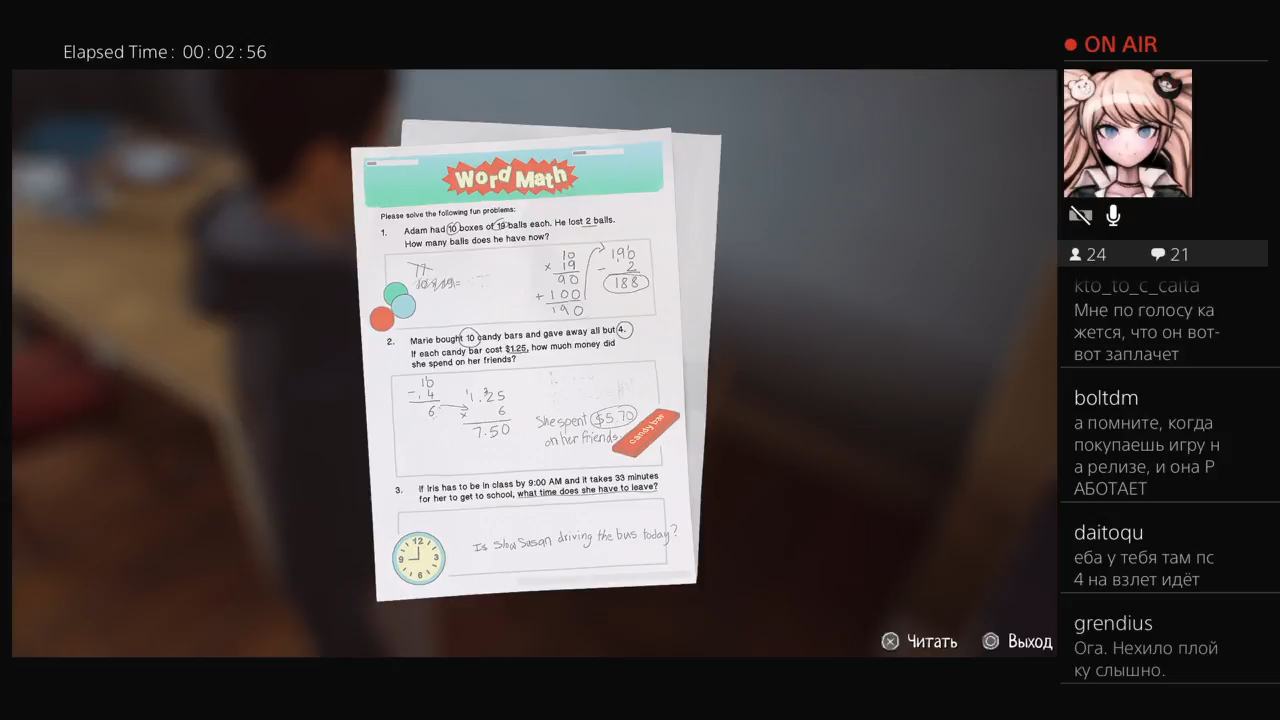 Elapsed Time: 00:02:56
ON AIR
24
21
Word Math
Please solve the following fun problems:
1. Adam had 10 boxes of 19 balls each. He lost 2 balls.
How many balls does he have now?
77
10
× 19
90
+ 100
190
190
- 2
188
2. Marie bought 10 candy bars and gave away all but 4.
If each candy bar cost $1.25, how much money did
she spend on her friends?
10
- 4
6
1.25
× 6
7.50
She spent $5.70
on her friends.
candy bar
3. If Iris has to be in class by 9:00 AM and it takes 33 minutes
for her to get to school, what time does she have to leave?
12
9 3
6
Is Slow Susan driving the bus today?
Читать
Выход
kto_to_c_caita
Мне по голосу ка
жется, что он вот-
вот заплачет
boltdm
а помните, когда
покупаешь игру н
а релизе, и она Р
АБОТАЕТ
daitoqu
еба у тебя там пс
4 на взлет идёт
grendius
Ога. Нехило плой
ку слышно.